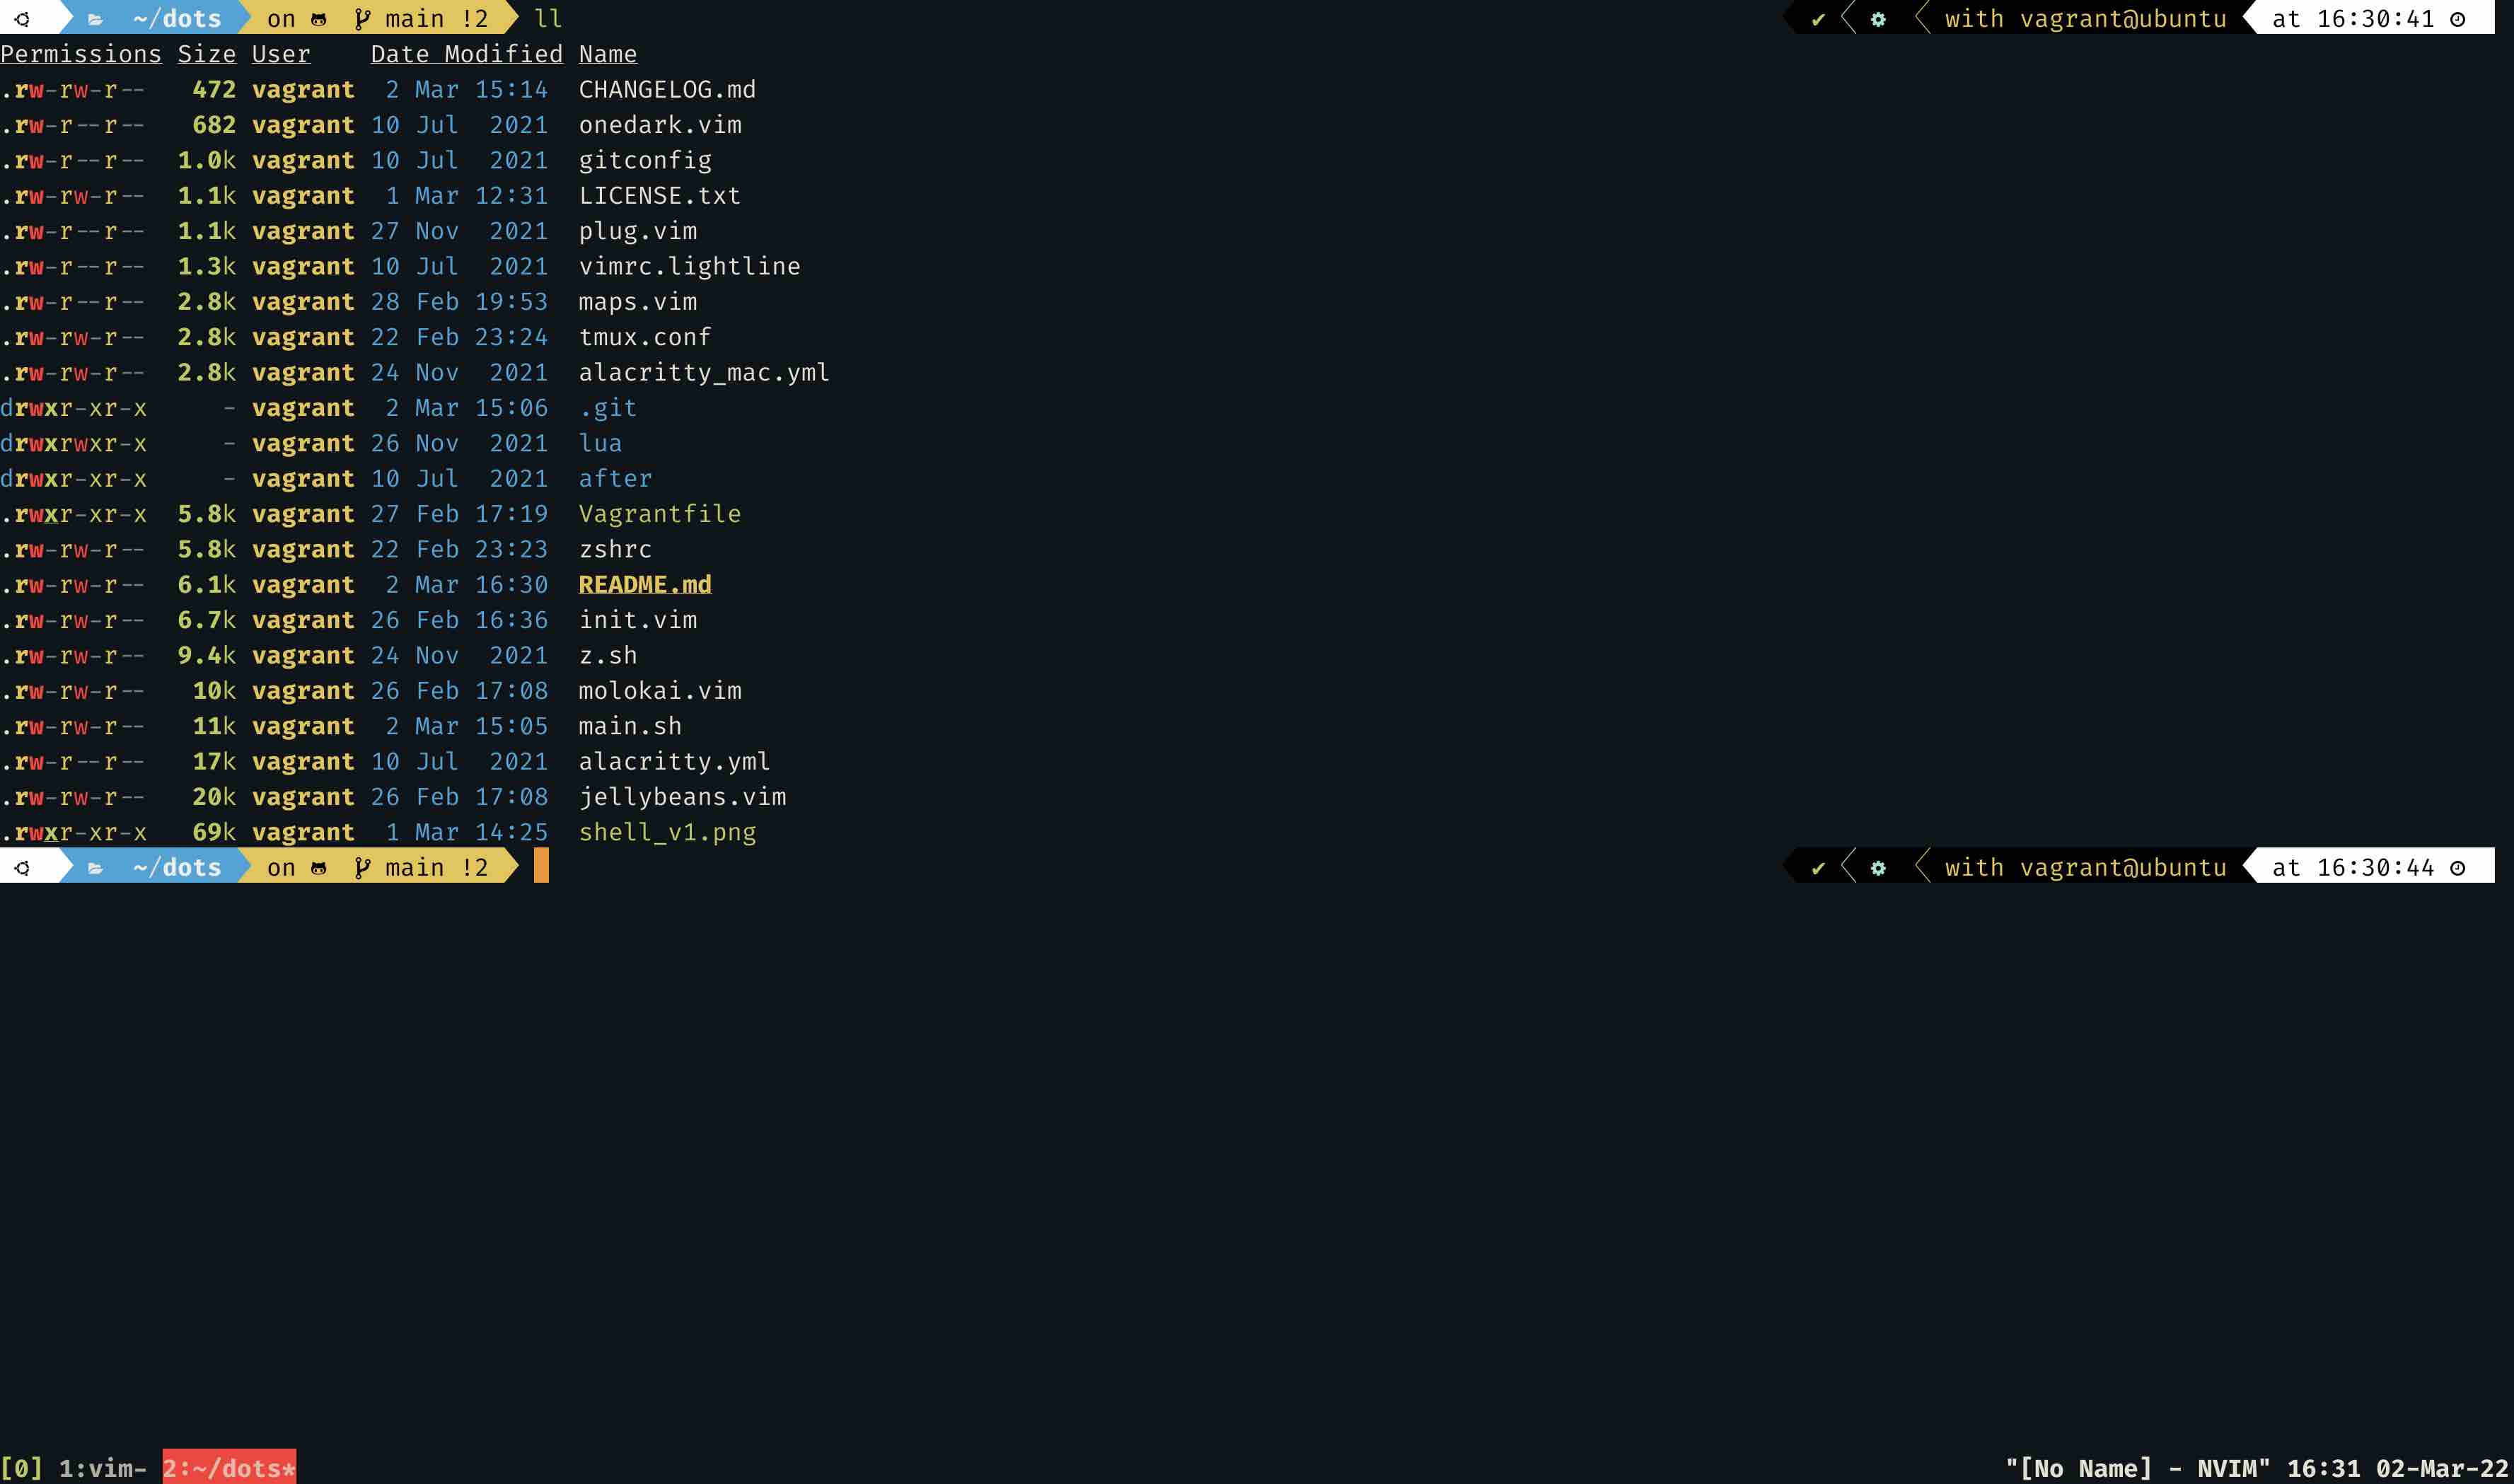 ~/dots on main !2 ll ✔ with vagrant@ubuntu at 16:30:41
Permissions Size User Date Modified Name
.rw-rw-r-- 472 vagrant 2 Mar 15:14 CHANGELOG.md
.rw-r--r-- 682 vagrant 10 Jul 2021 onedark.vim
.rw-r--r-- 1.0k vagrant 10 Jul 2021 gitconfig
.rw-rw-r-- 1.1k vagrant 1 Mar 12:31 LICENSE.txt
.rw-r--r-- 1.1k vagrant 27 Nov 2021 plug.vim
.rw-r--r-- 1.3k vagrant 10 Jul 2021 vimrc.lightline
.rw-r--r-- 2.8k vagrant 28 Feb 19:53 maps.vim
.rw-rw-r-- 2.8k vagrant 22 Feb 23:24 tmux.conf
.rw-rw-r-- 2.8k vagrant 24 Nov 2021 alacritty_mac.yml
drwxr-xr-x - vagrant 2 Mar 15:06 .git
drwxrwxr-x - vagrant 26 Nov 2021 lua
drwxr-xr-x - vagrant 10 Jul 2021 after
.rwxr-xr-x 5.8k vagrant 27 Feb 17:19 Vagrantfile
.rw-rw-r-- 5.8k vagrant 22 Feb 23:23 zshrc
.rw-rw-r-- 6.1k vagrant 2 Mar 16:30 README.md
.rw-rw-r-- 6.7k vagrant 26 Feb 16:36 init.vim
.rw-rw-r-- 9.4k vagrant 24 Nov 2021 z.sh
.rw-rw-r-- 10k vagrant 26 Feb 17:08 molokai.vim
.rw-rw-r-- 11k vagrant 2 Mar 15:05 main.sh
.rw-r--r-- 17k vagrant 10 Jul 2021 alacritty.yml
.rw-rw-r-- 20k vagrant 26 Feb 17:08 jellybeans.vim
.rwxr-xr-x 69k vagrant 1 Mar 14:25 shell_v1.png
~/dots on main !2 ✔ with vagrant@ubuntu at 16:30:44
[0] 1:vim- 2:~/dots* "[No Name] - NVIM" 16:31 02-Mar-22